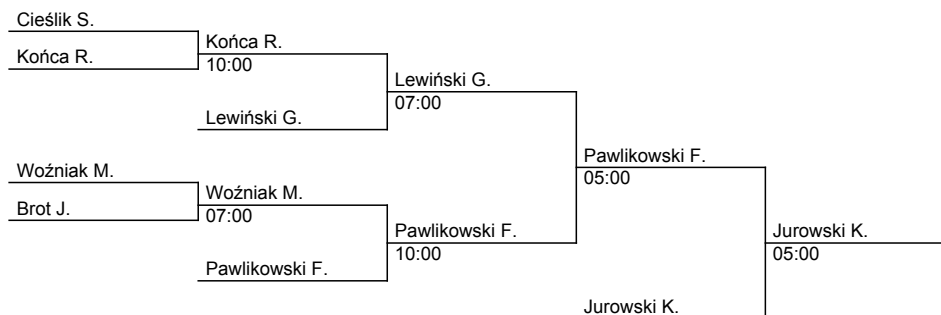 Cieślik S.
Końca R.
Końca R.
10:00
Lewiński G.
07:00
Lewiński G.
Pawlikowski F.
05:00
Woźniak M.
Woźniak M.
Brot J.
07:00
Pawlikowski F.
10:00
Jurowski K.
05:00
Pawlikowski F.
Jurowski K.